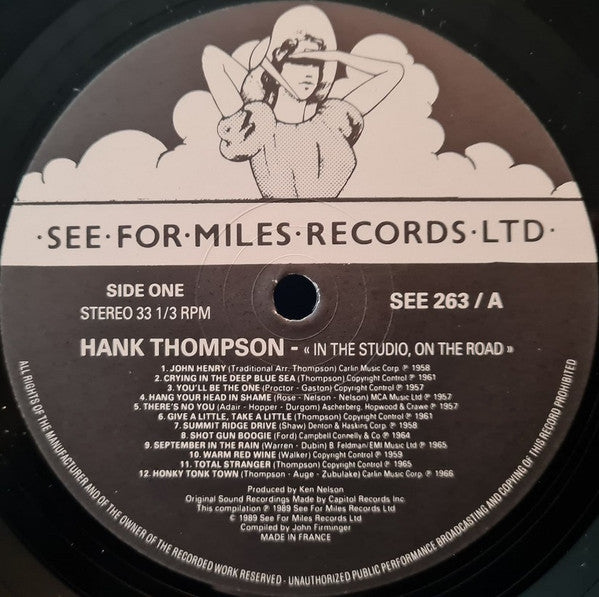 ·SEE·FOR·MILES·RECORDS·LTD·
SIDE ONE
STEREO 33 1/3 RPM
SEE 263 / A
HANK THOMPSON - « IN THE STUDIO, ON THE ROAD »
1. JOHN HENRY (Traditional Arr. Thompson) Carlin Music Corp. ℗ 1958
2. CRYING IN THE DEEP BLUE SEA (Thompson) Copyright Control ℗ 1961
3. YOU'LL BE THE ONE (Proctor - Gaston) Copyright Control ℗ 1957
4. HANG YOUR HEAD IN SHAME (Rose - Nelson - Nelson) MCA Music Ltd ℗ 1957
5. THERE'S NO YOU (Adair - Hopper - Durgom) Ascherberg, Hopwood & Crawe ℗ 1957
6. GIVE A LITTLE, TAKE A LITTLE (Thompson) Copyright Control ℗ 1961
7. SUMMIT RIDGE DRIVE (Shaw) Denton & Haskins ℗ 1958
8. SHOT GUN BOOGIE (Ford) Campbell Connelly & Co ℗ 1964
9. SEPTEMBER IN THE RAIN (Warren - Dubin) B. Feldman/EMI Music Ltd ℗ 1965
10. WARM RED WINE (Walker) Copyright Control ℗ 1959
11. TOTAL STRANGER (Thompson) Copyright Control ℗ 1965
12. HONKY TONK TOWN (Thompson - Auge - Zubulake) Carlin Music Corp. ℗ 1966
Produced by Ken Nelson
Original Sound Recordings Made by Capitol Records Inc.
This compilation ℗ 1989 See For Miles Records Ltd
© 1989 See For Miles Records Ltd
Compiled by John Firminger
MADE IN FRANCE
ALL RIGHTS OF THE MANUFACTURER AND OF THE OWNER OF THE RECORDED WORK RESERVED - UNAUTHORIZED PUBLIC PERFORMANCE BROADCASTING AND COPYING OF THIS RECORD PROHIBITED